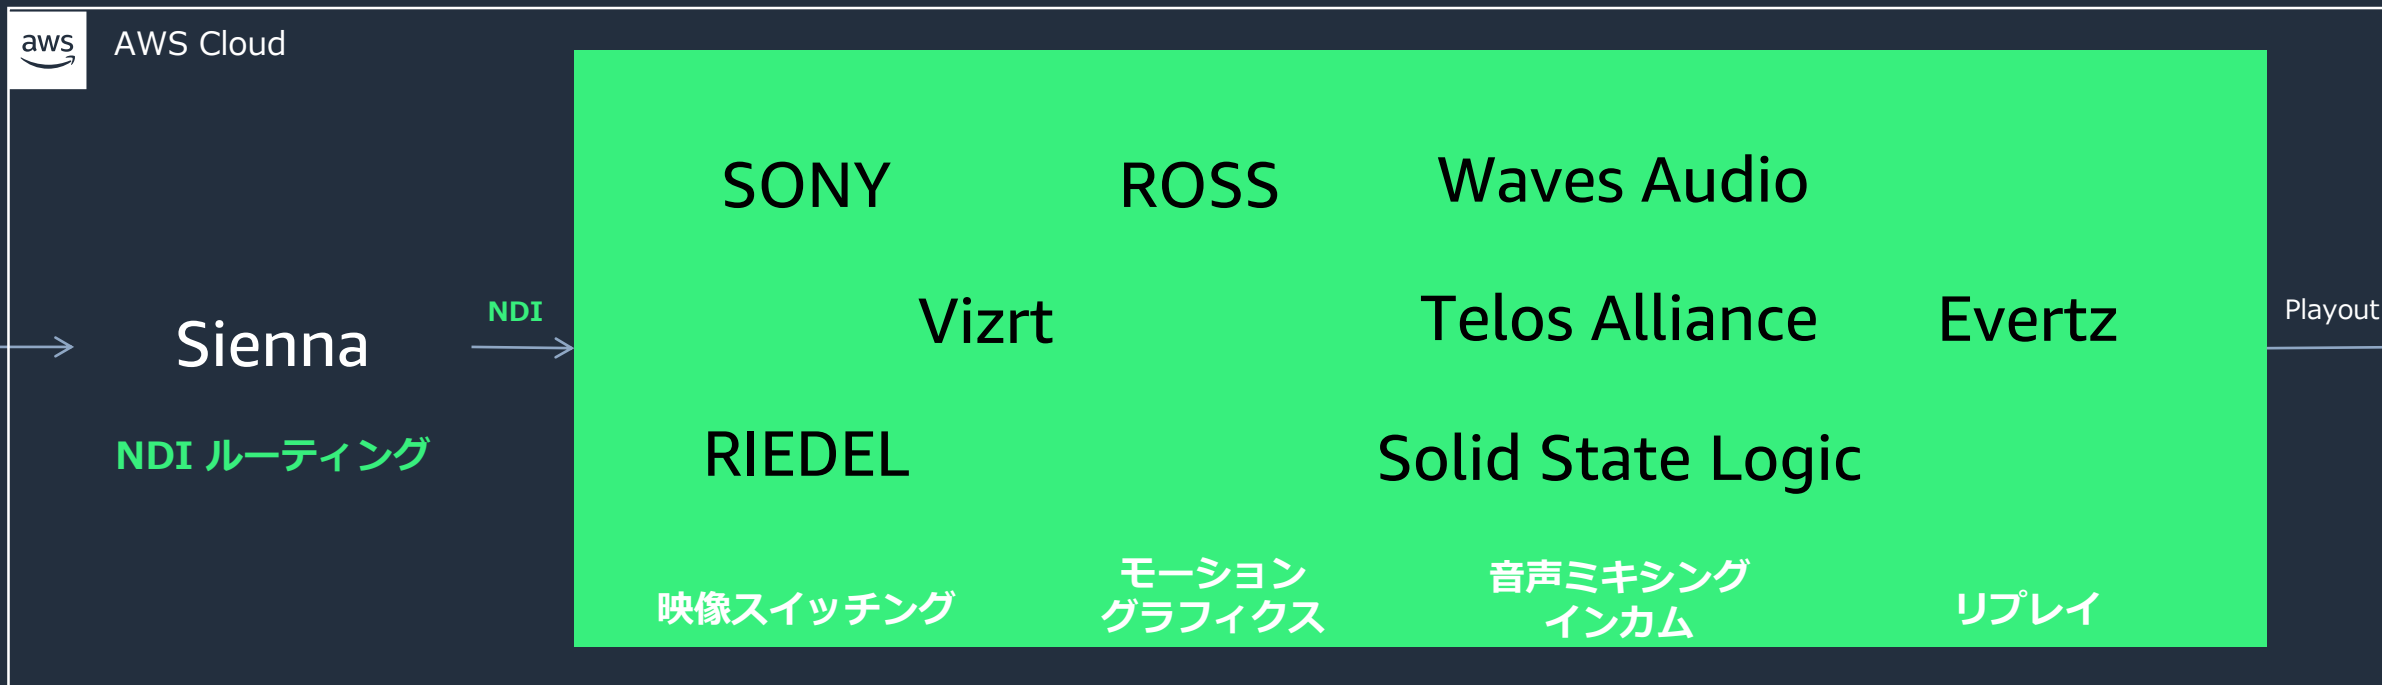 aws
AWS Cloud
SONY
ROSS
Waves Audio
Sienna
NDI
Vizrt
Telos Alliance
Evertz
Playout
NDI ルーティング
RIEDEL
Solid State Logic
映像スイッチング
モーション
グラフィクス
音声ミキシング
インカム
リプレイ